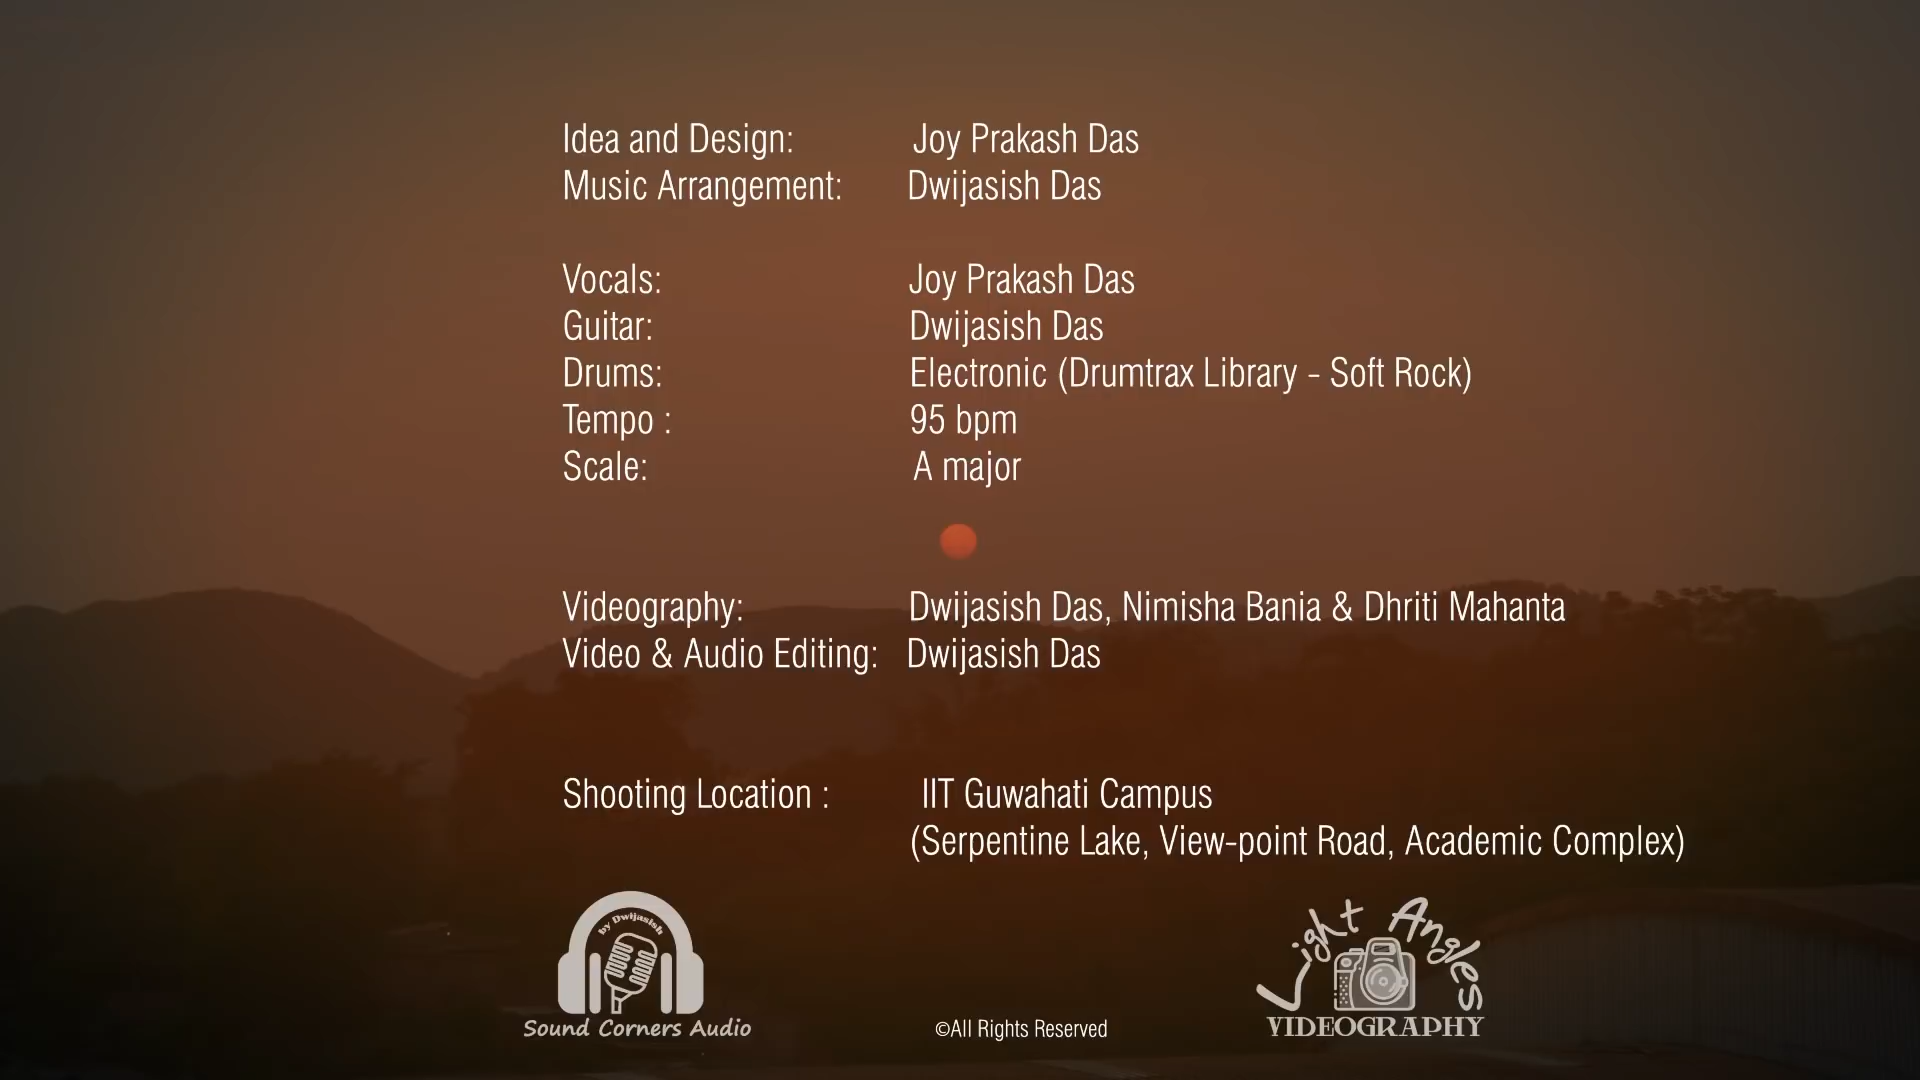 Idea and Design: Joy Prakash Das
Music Arrangement: Dwijasish Das
Vocals: Joy Prakash Das
Guitar: Dwijasish Das
Drums: Electronic (Drumtrax Library - Soft Rock)
Tempo : 95 bpm
Scale: A major
Videography: Dwijasish Das, Nimisha Bania & Dhriti Mahanta
Video & Audio Editing: Dwijasish Das
Shooting Location : IIT Guwahati Campus
(Serpentine Lake, View-point Road, Academic Complex)
by Dwijasish
Sound Corners Audio
©All Rights Reserved
Light Angles
VIDEOGRAPHY